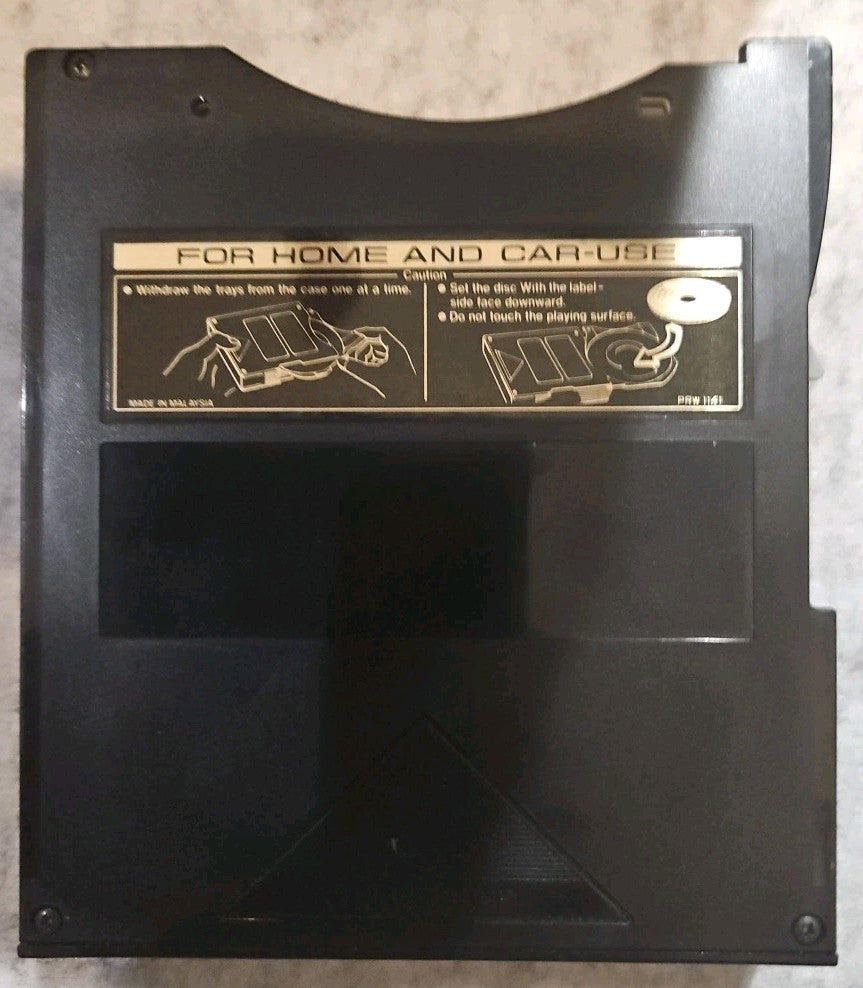 FOR HOME AND CAR-USE
Caution
● Withdraw the trays from the case one at a time.
● Set the disc With the label-
side face downward.
● Do not touch the playing surface.
MADE IN MALAYSIA
PRW 1141